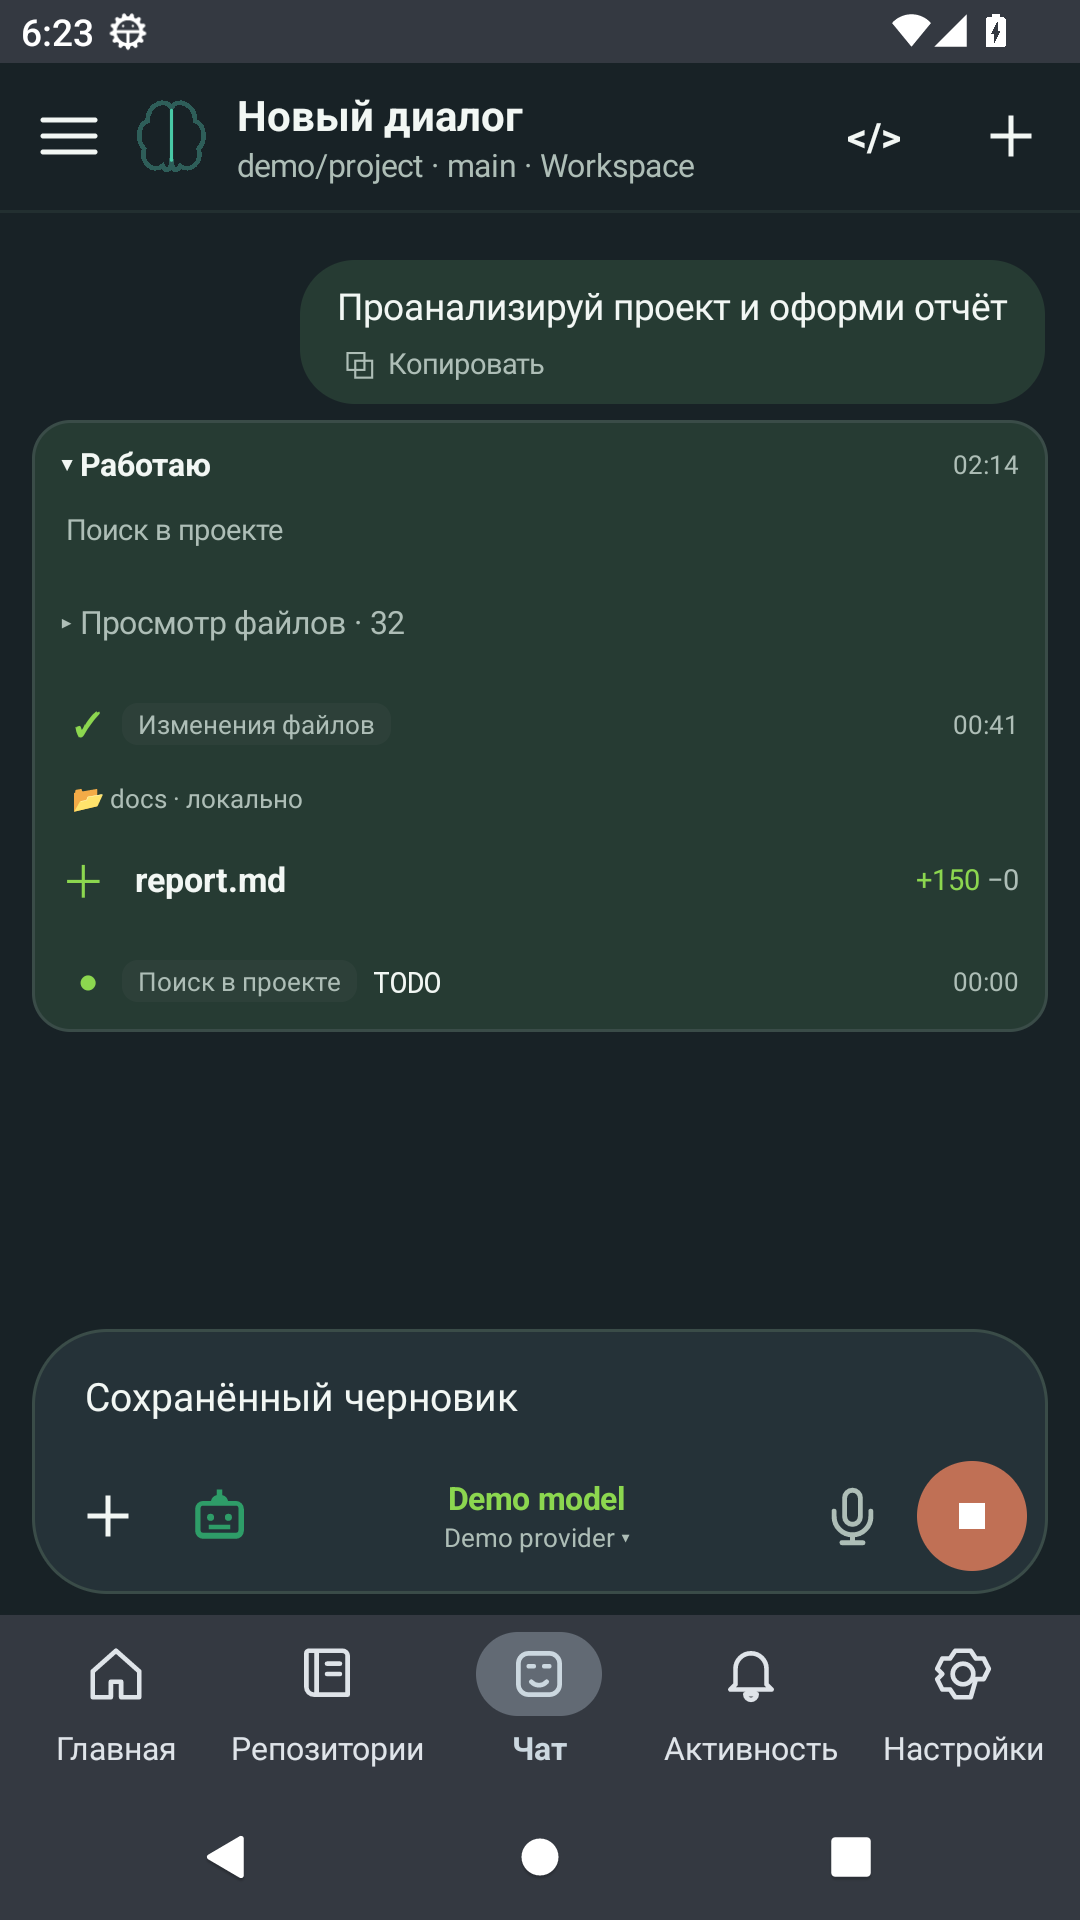 6:23
Новый диалог
demo/project · main · Workspace
</>
Проанализируй проект и оформи отчёт
Копировать
▾ Работаю 02:14
Поиск в проекте
▸ Просмотр файлов · 32
✓ Изменения файлов 00:41
📂 docs · локально
+ report.md +150 −0
● Поиск в проекте TODO 00:00
Сохранённый черновик
Demo model
Demo provider ▾
Главная Репозитории Чат Активность Настройки